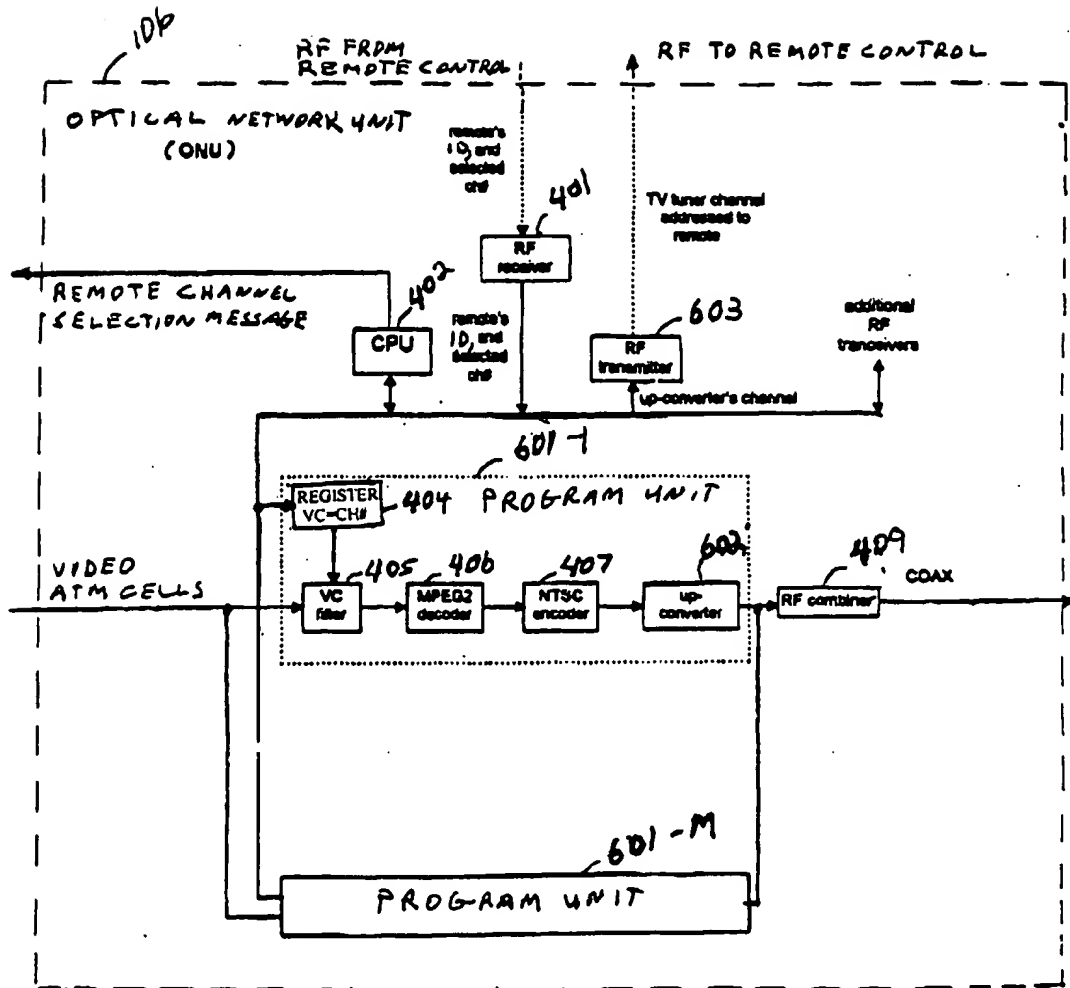 106
RF FROM
REMOTE CONTROL
RF TO REMOTE CONTROL
OPTICAL NETWORK UNIT
(ONU)
remote's
ID, and
selected
ch#
401
RF
receiver
TV tuner channel
addressed to
remote
REMOTE CHANNEL
SELECTION MESSAGE
402
CPU
remote's
ID, and
selected
ch#
603
RF
transmitter
additional
RF
tranceivers
up-converter's channel
601-1
REGISTER
VC=CH#
404
PROGRAM UNIT
VIDEO
ATM CELLS
405
VC
filter
406
MPEG2
decoder
407
NTSC
encoder
602
up-
converter
409
RF combiner
COAX
601-M
PROGRAM UNIT